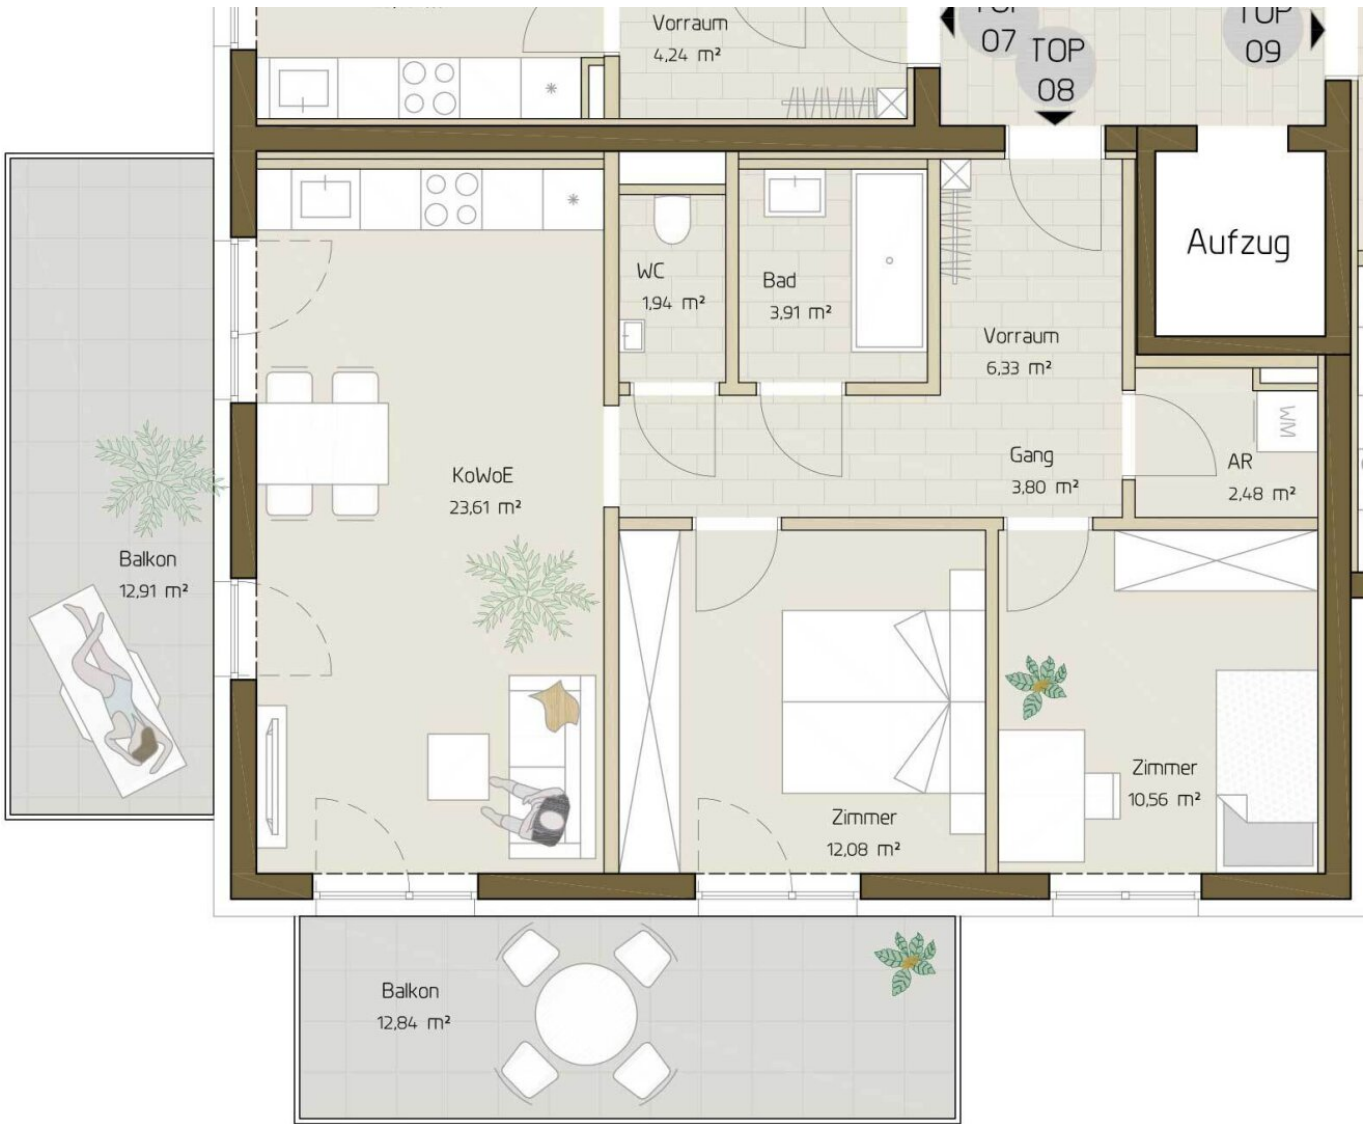 Vorraum
4,24 m²
07
TOP
08
TOP
09
Aufzug
WC
1,94 m²
Bad
3,91 m²
Vorraum
6,33 m²
Gang
3,80 m²
WM
AR
2,48 m²
KoWoE
23,61 m²
Balkon
12,91 m²
Zimmer
12,08 m²
Zimmer
10,56 m²
Balkon
12,84 m²